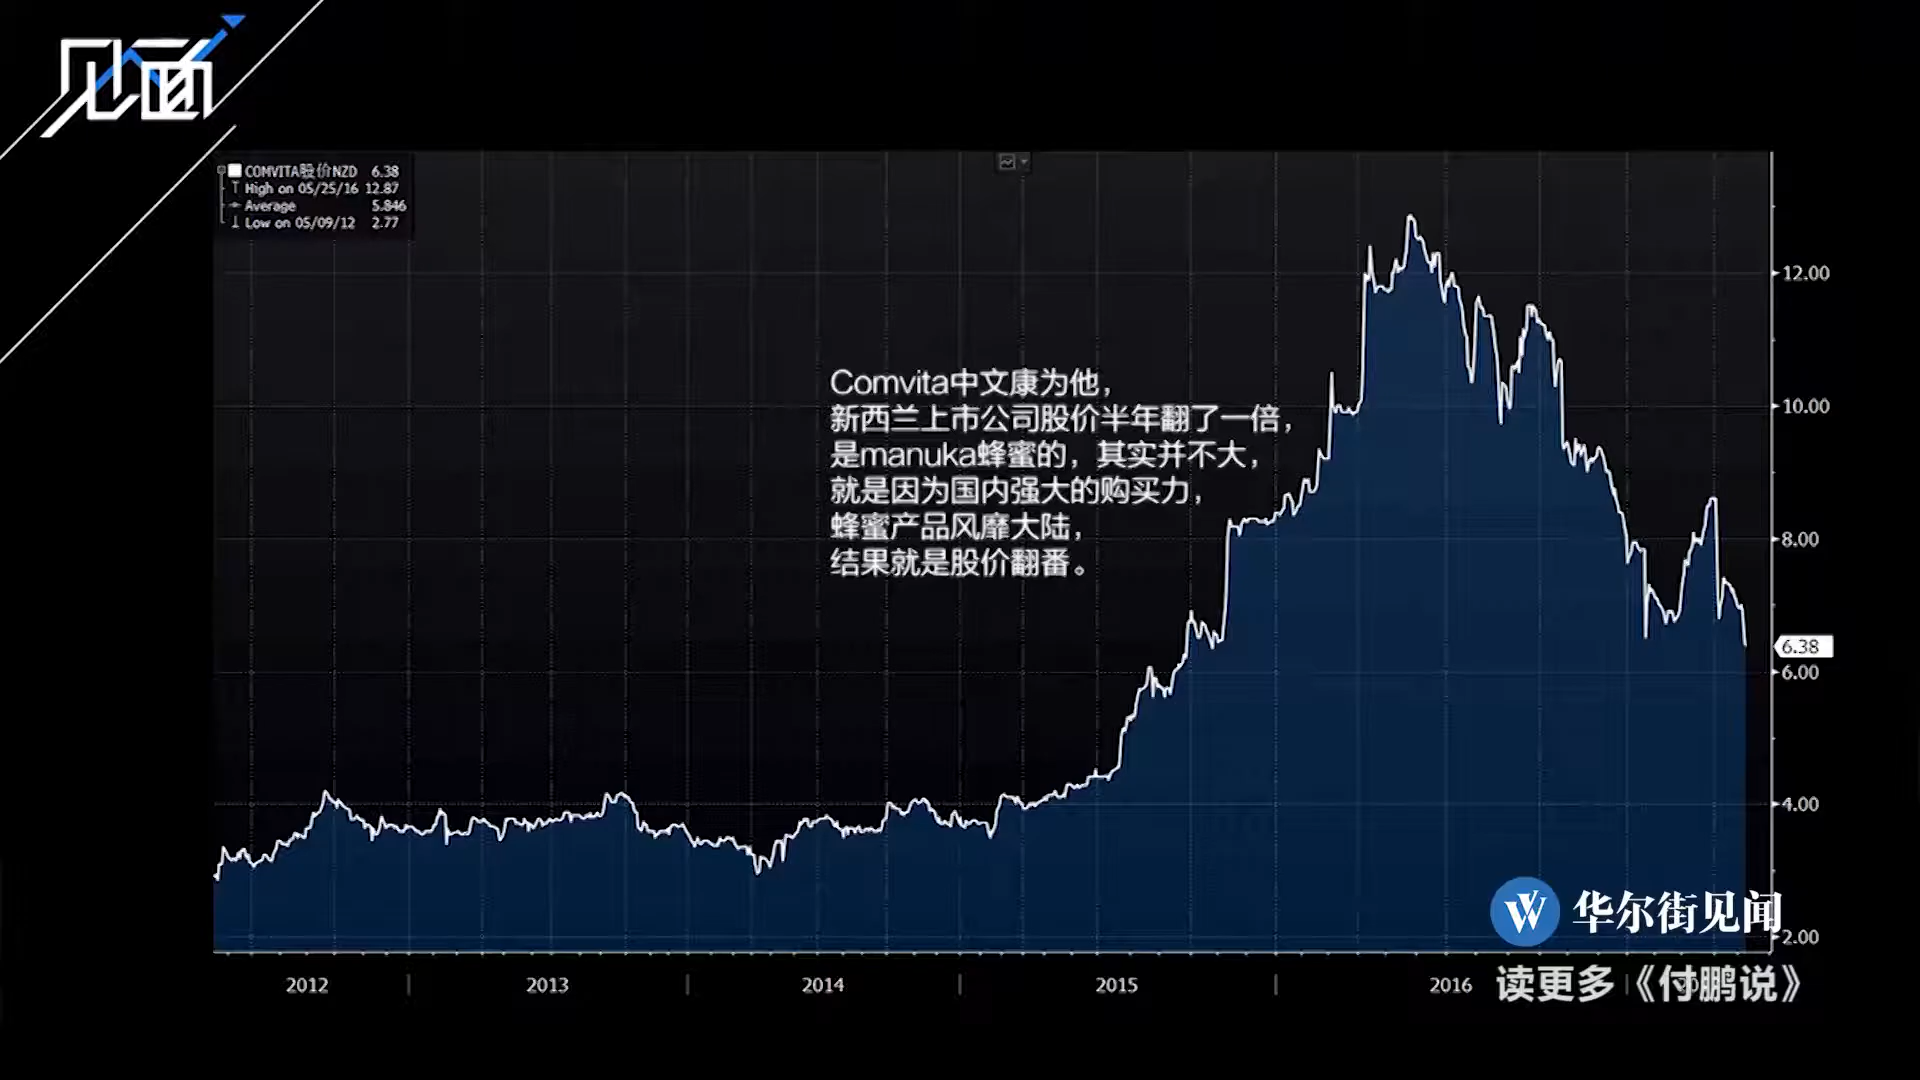 见面
COMVITA股价NZD 6.38
High on 05/25/16 12.87
Average 5.846
Low on 05/09/12 2.77
12.00
10.00
Comvita中文康为他，
新西兰上市公司股价半年翻了一倍，
是manuka蜂蜜的，其实并不大，
就是因为国内强大的购买力，
蜂蜜产品风靡大陆，
结果就是股价翻番。
8.00
6.38
6.00
4.00
W 华尔街见闻
2.00
2012 2013 2014 2015 2016
读更多《付鹏说》